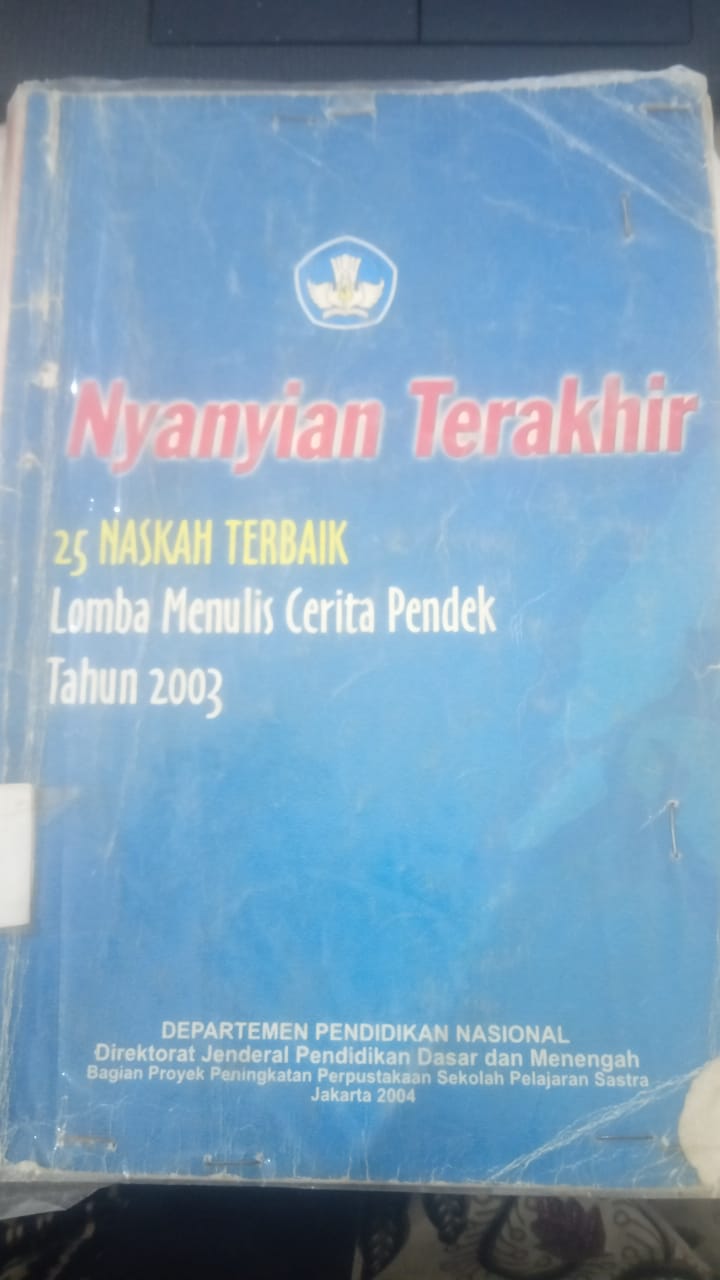 Nyanyian Terakhir
25 NASKAH TERBAIK
Lomba Menulis Cerita Pendek
Tahun 2003
DEPARTEMEN PENDIDIKAN NASIONAL
Direktorat Jenderal Pendidikan Dasar dan Menengah
Bagian Proyek Peningkatan Perpustakaan Sekolah Pelajaran Sastra
Jakarta 2004